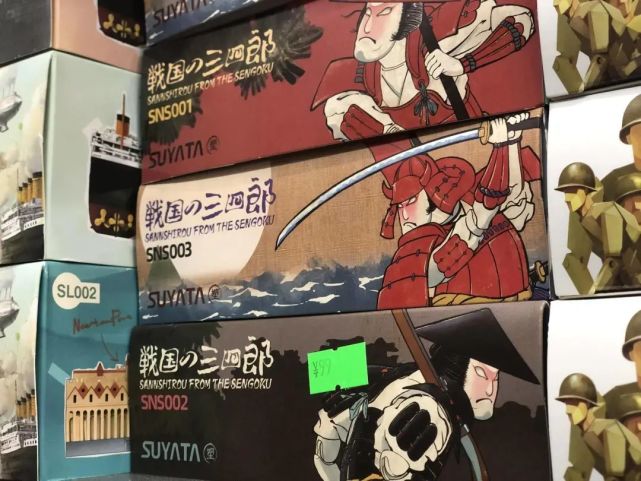 戦国の三四郎
SANNSHIROU FROM THE SENGOKU
SNS001
SUYATA
戦国の三四郎
SANNSHIROU FROM THE SENGOKU
SNS003
SUYATA
SL002
戦国の三四郎
SANNSHIROU FROM THE SENGOKU
SNS002
¥99
SUYATA